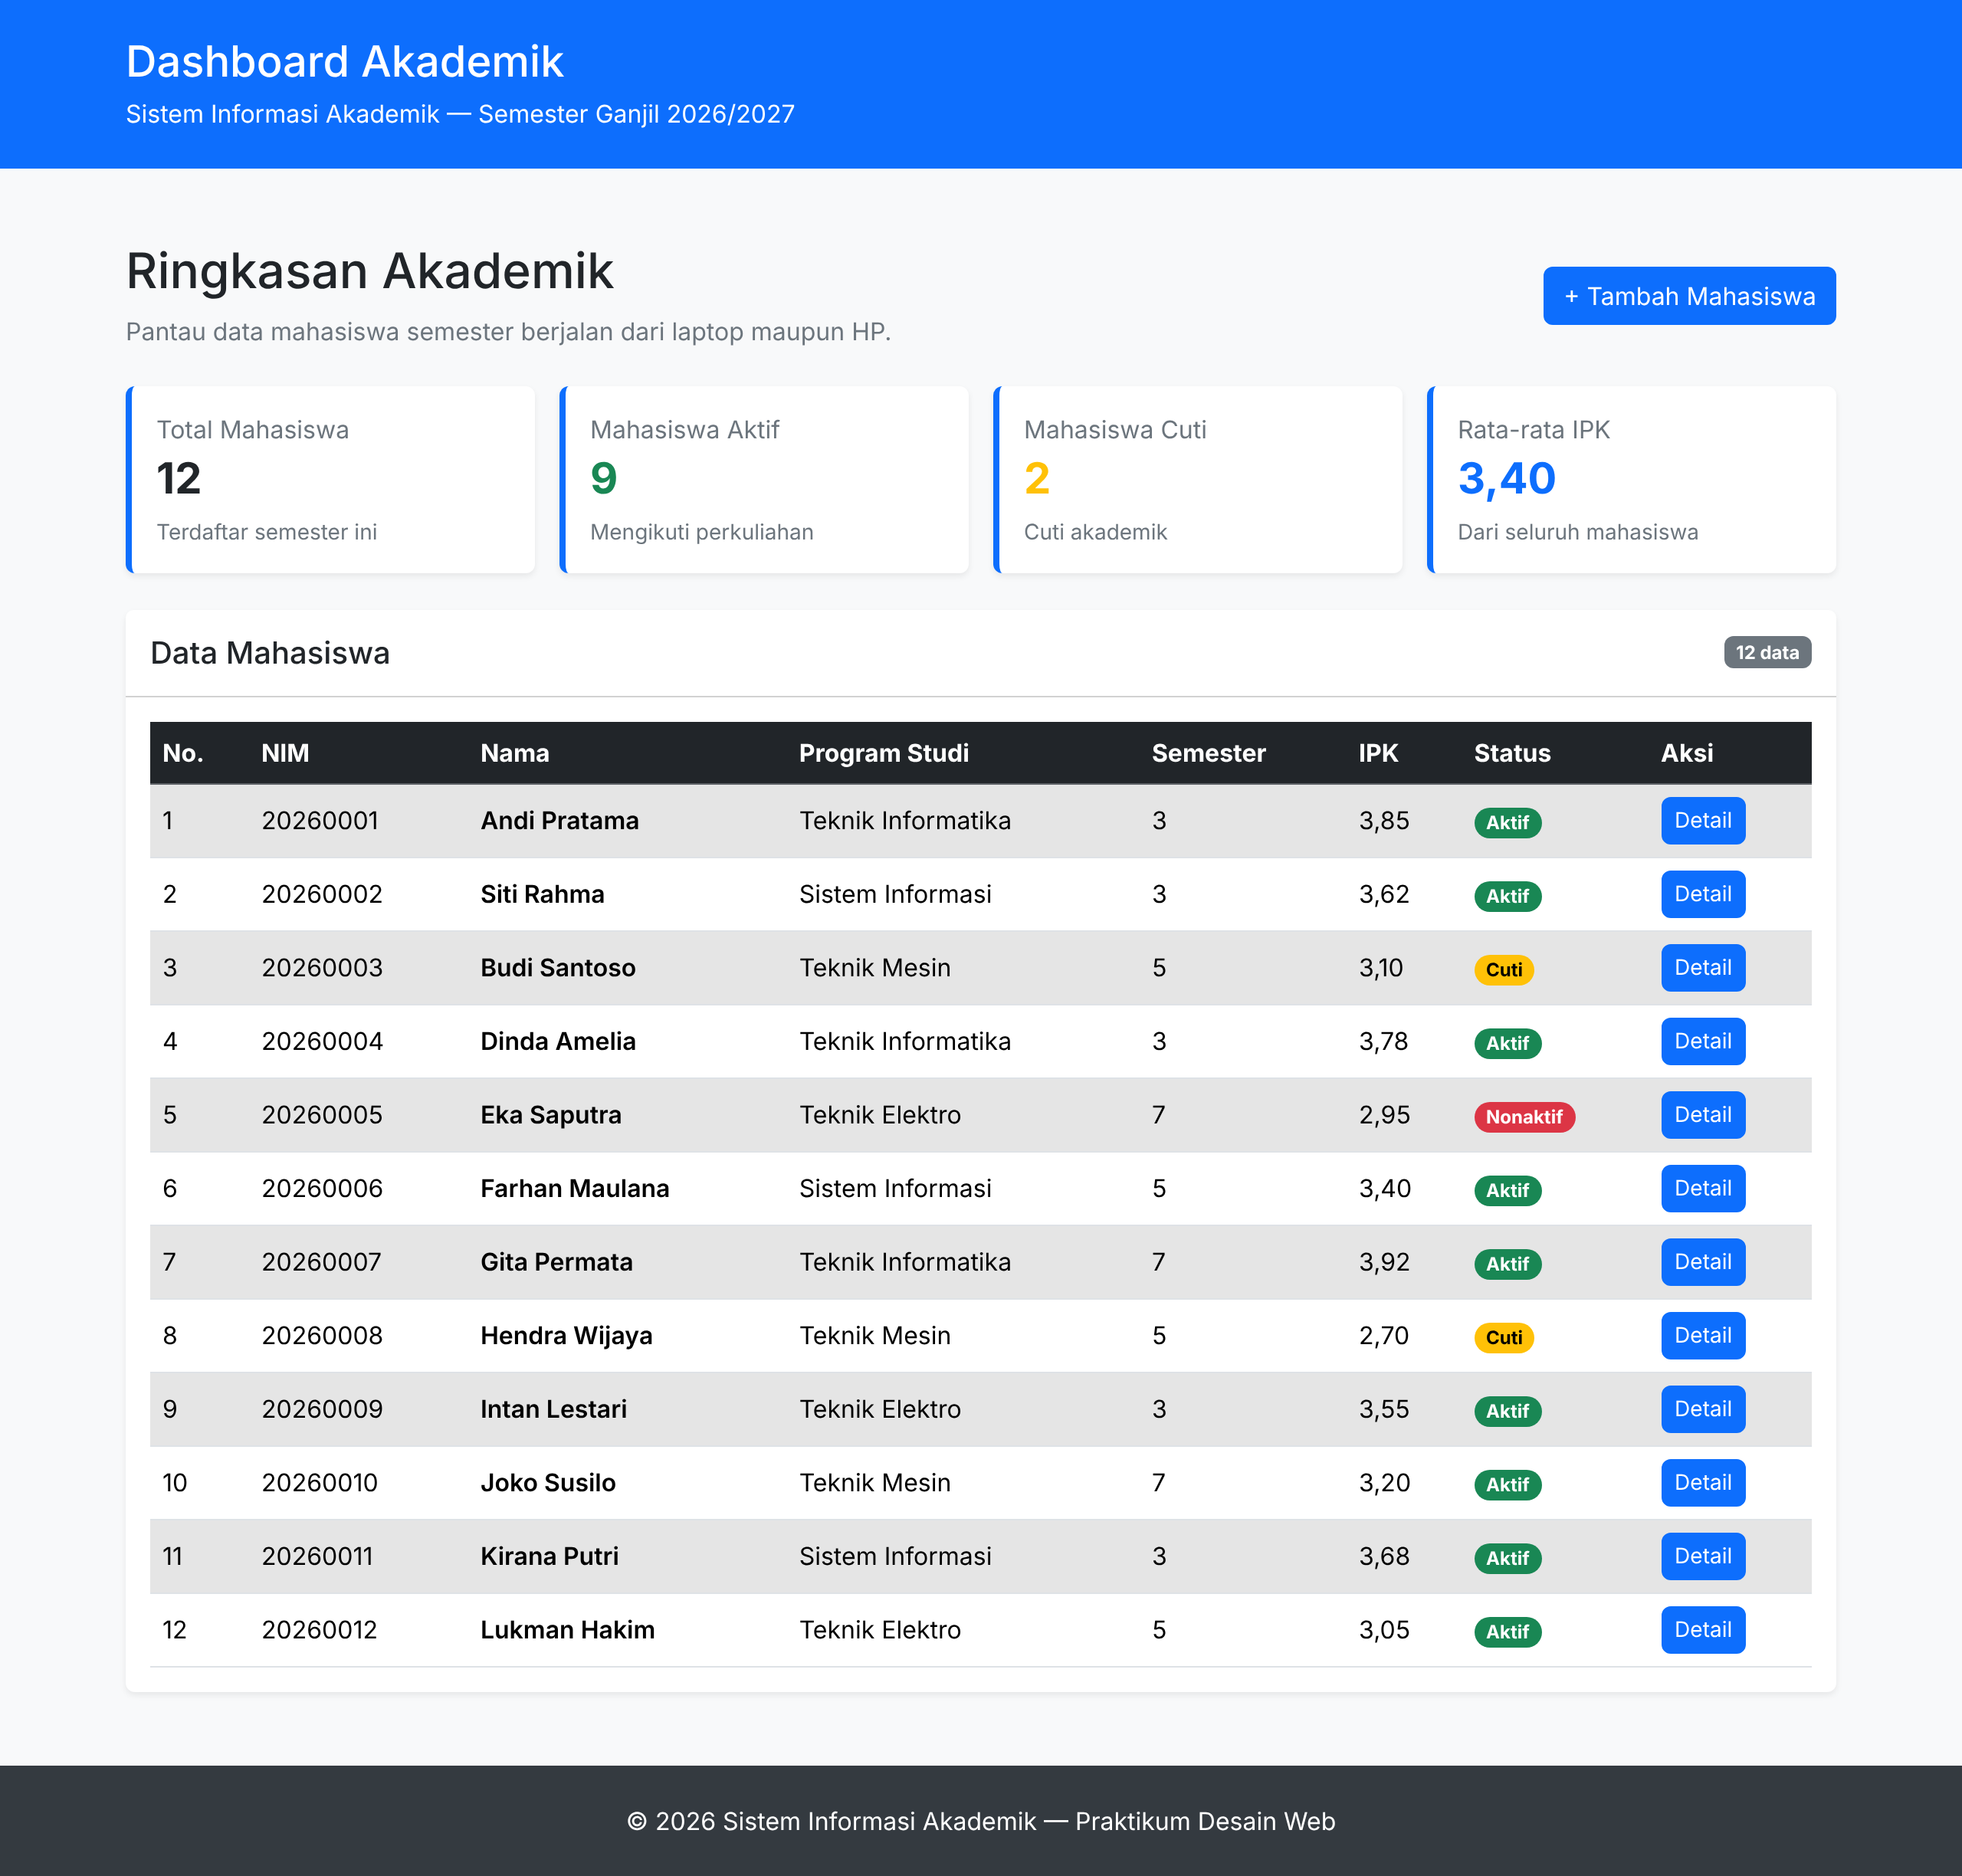 Dashboard Akademik
Sistem Informasi Akademik — Semester Ganjil 2026/2027
Ringkasan Akademik
Pantau data mahasiswa semester berjalan dari laptop maupun HP.
+ Tambah Mahasiswa
Total Mahasiswa
12
Terdaftar semester ini
Mahasiswa Aktif
9
Mengikuti perkuliahan
Mahasiswa Cuti
2
Cuti akademik
Rata-rata IPK
3,40
Dari seluruh mahasiswa
Data Mahasiswa
12 data
No. NIM Nama Program Studi Semester IPK Status Aksi
1 20260001 Andi Pratama Teknik Informatika 3 3,85 Aktif Detail
2 20260002 Siti Rahma Sistem Informasi 3 3,62 Aktif Detail
3 20260003 Budi Santoso Teknik Mesin 5 3,10 Cuti Detail
4 20260004 Dinda Amelia Teknik Informatika 3 3,78 Aktif Detail
5 20260005 Eka Saputra Teknik Elektro 7 2,95 Nonaktif Detail
6 20260006 Farhan Maulana Sistem Informasi 5 3,40 Aktif Detail
7 20260007 Gita Permata Teknik Informatika 7 3,92 Aktif Detail
8 20260008 Hendra Wijaya Teknik Mesin 5 2,70 Cuti Detail
9 20260009 Intan Lestari Teknik Elektro 3 3,55 Aktif Detail
10 20260010 Joko Susilo Teknik Mesin 7 3,20 Aktif Detail
11 20260011 Kirana Putri Sistem Informasi 3 3,68 Aktif Detail
12 20260012 Lukman Hakim Teknik Elektro 5 3,05 Aktif Detail
© 2026 Sistem Informasi Akademik — Praktikum Desain Web